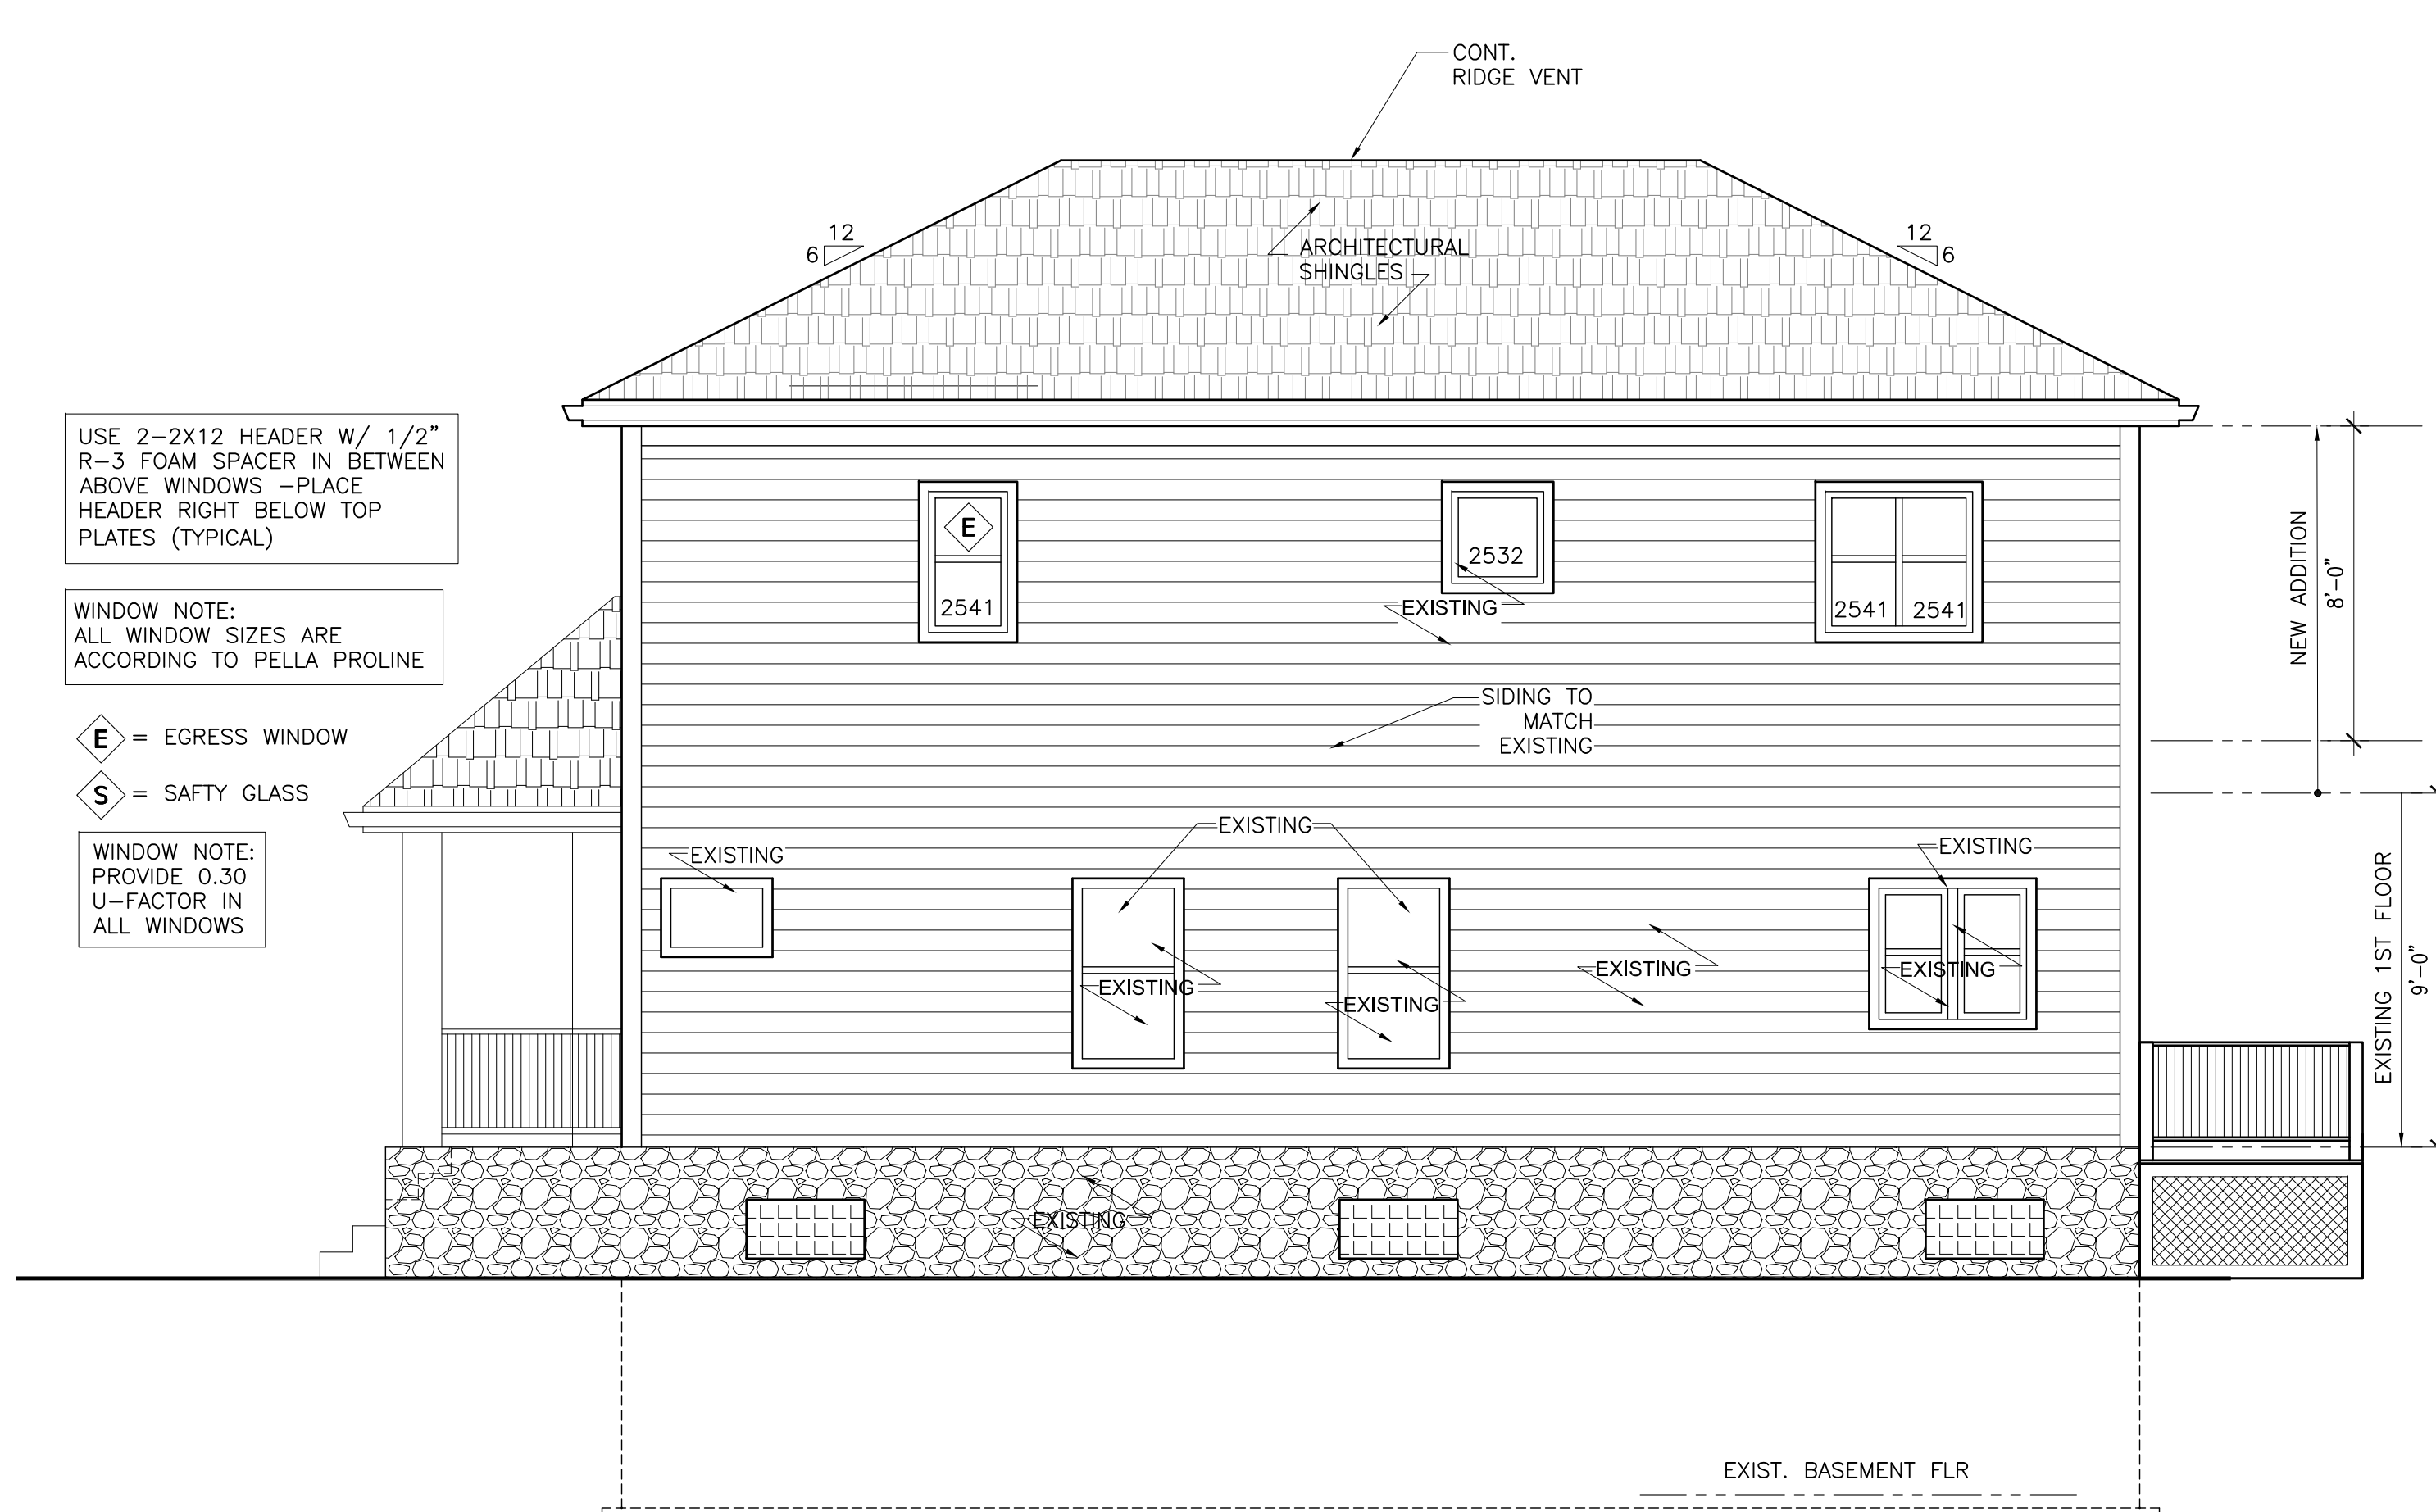 CONT.
RIDGE VENT
12
6
12
6
ARCHITECTURAL
SHINGLES
USE 2-2X12 HEADER W/ 1/2"
R-3 FOAM SPACER IN BETWEEN
ABOVE WINDOWS -PLACE
HEADER RIGHT BELOW TOP
PLATES (TYPICAL)
WINDOW NOTE:
ALL WINDOW SIZES ARE
ACCORDING TO PELLA PROLINE
E = EGRESS WINDOW
S = SAFTY GLASS
WINDOW NOTE:
PROVIDE 0.30
U-FACTOR IN
ALL WINDOWS
E
2541
2532
EXISTING
2541 2541
SIDING TO
MATCH
EXISTING
NEW ADDITION
8'-0"
EXISTING
EXISTING
EXISTING
EXISTING
EXISTING
EXISTING
EXISTING
EXISTING 1ST FLOOR
9'-0"
EXISTING
EXIST. BASEMENT FLR